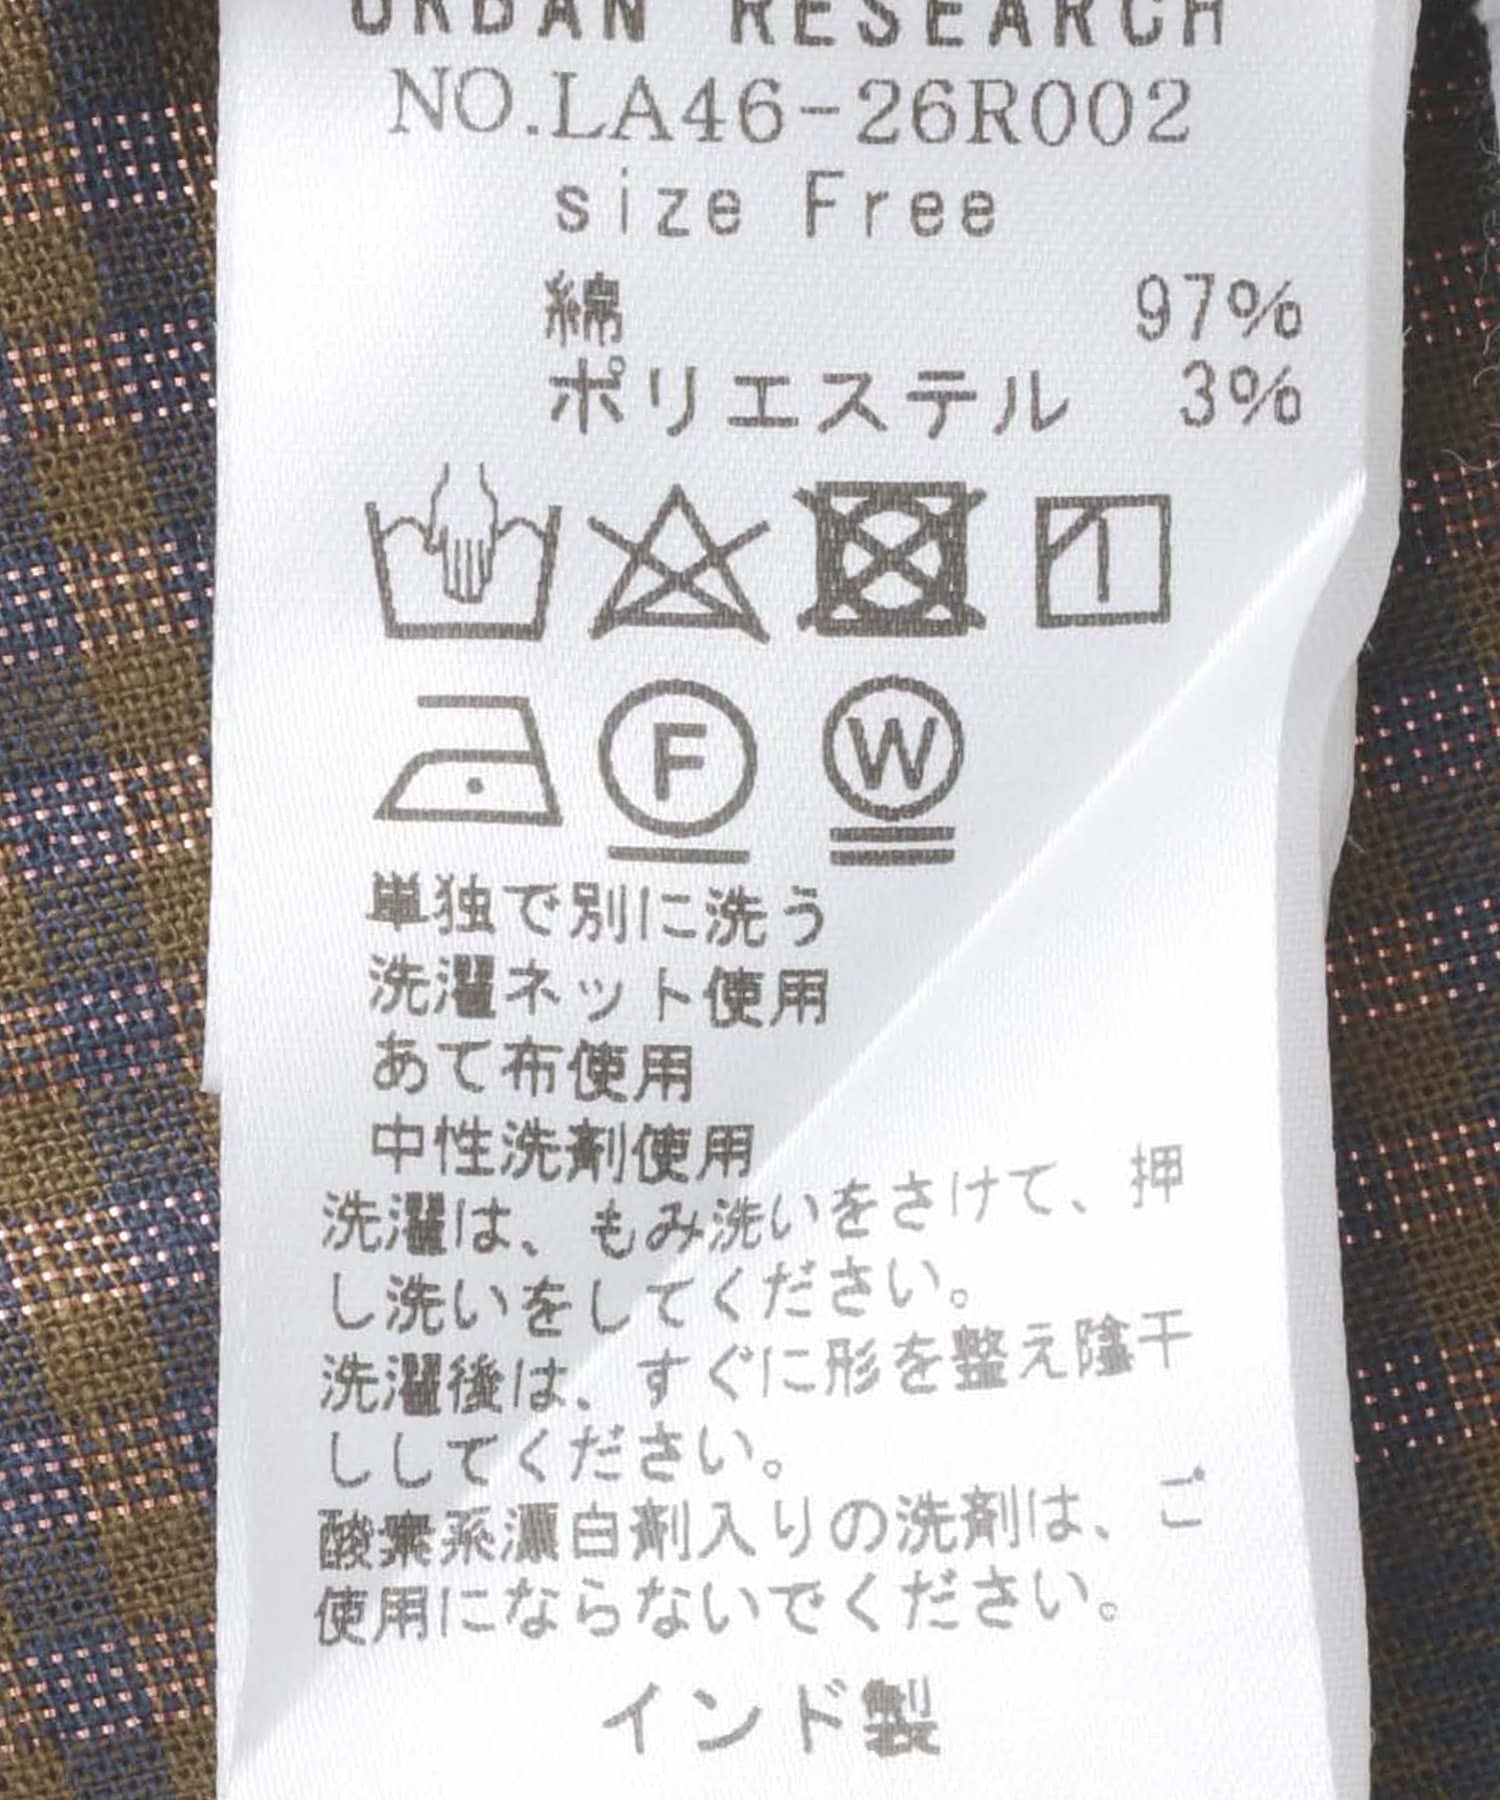 URBAN RESEARCH
NO.LA46-26R002
size Free
綿 97%
ポリエステル 3%
F W
単独で別に洗う
洗濯ネット使用
あて布使用
中性洗剤使用
洗濯は、もみ洗いをさけて、押
し洗いをしてください。
洗濯後は、すぐに形を整え陰干
ししてください。
酸素系漂白剤入りの洗剤は、ご
使用にならないでください。
インド製